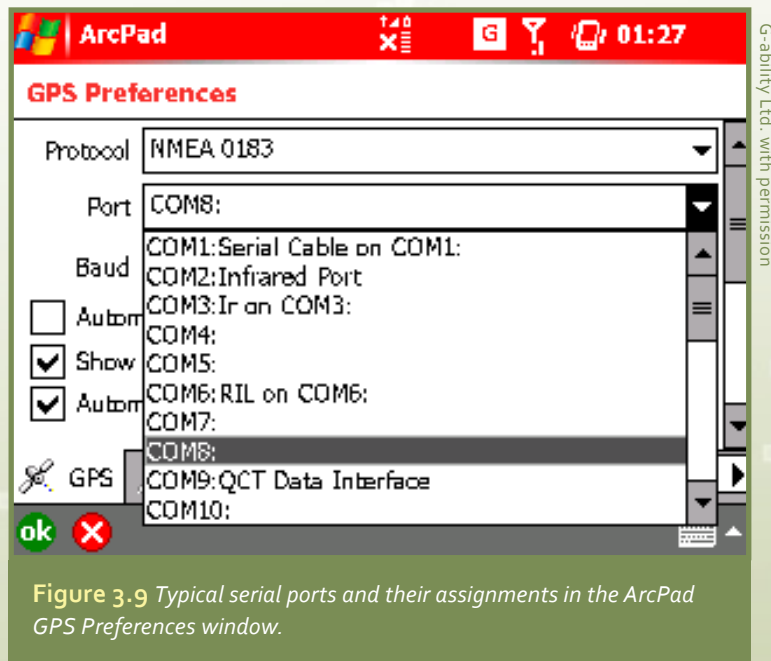 ArcPad
G
01:27
GPS Preferences
Protocol NMEA 0183
Port COM8:
Baud
COM1:Serial Cable on COM1:
COM2:Infrared Port
COM3:Ir on COM3:
Autom
COM4:
Show
COM5:
COM6:RIL on COM6:
Autom
COM7:
COM8:
GPS
COM9:QCT Data Interface
COM10:
ok
Figure 3.9 Typical serial ports and their assignments in the ArcPad
GPS Preferences window.
G-ability Ltd. with permission